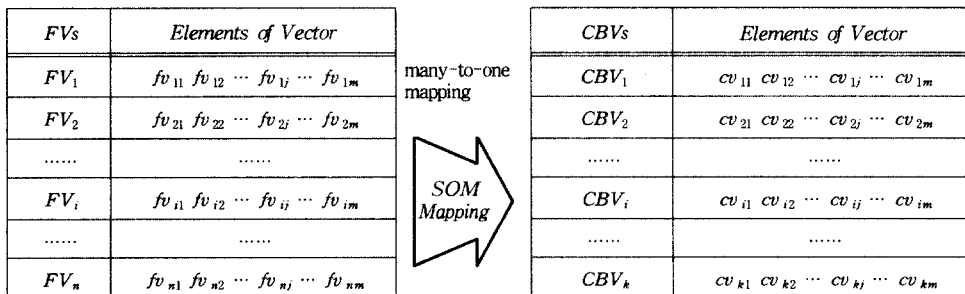 FVs Elements of Vector
FV₁ fv₁₁ fv₁₂ ⋯ fv₁ⱼ ⋯ fv₁ₘ
FV₂ fv₂₁ fv₂₂ ⋯ fv₂ⱼ ⋯ fv₂ₘ
…… ……
FVᵢ fvᵢ₁ fvᵢ₂ ⋯ fvᵢⱼ ⋯ fvᵢₘ
…… ……
FVₙ fvₙ₁ fvₙ₂ ⋯ fvₙⱼ ⋯ fvₙₘ
many-to-one
mapping
SOM
Mapping
CBVs Elements of Vector
CBV₁ cv₁₁ cv₁₂ ⋯ cv₁ⱼ ⋯ cv₁ₘ
CBV₂ cv₂₁ cv₂₂ ⋯ cv₂ⱼ ⋯ cv₂ₘ
…… ……
CBVᵢ cvᵢ₁ cvᵢ₂ ⋯ cvᵢⱼ ⋯ cvᵢₘ
…… ……
CBVₖ cvₖ₁ cvₖ₂ ⋯ cvₖⱼ ⋯ cvₖₘ